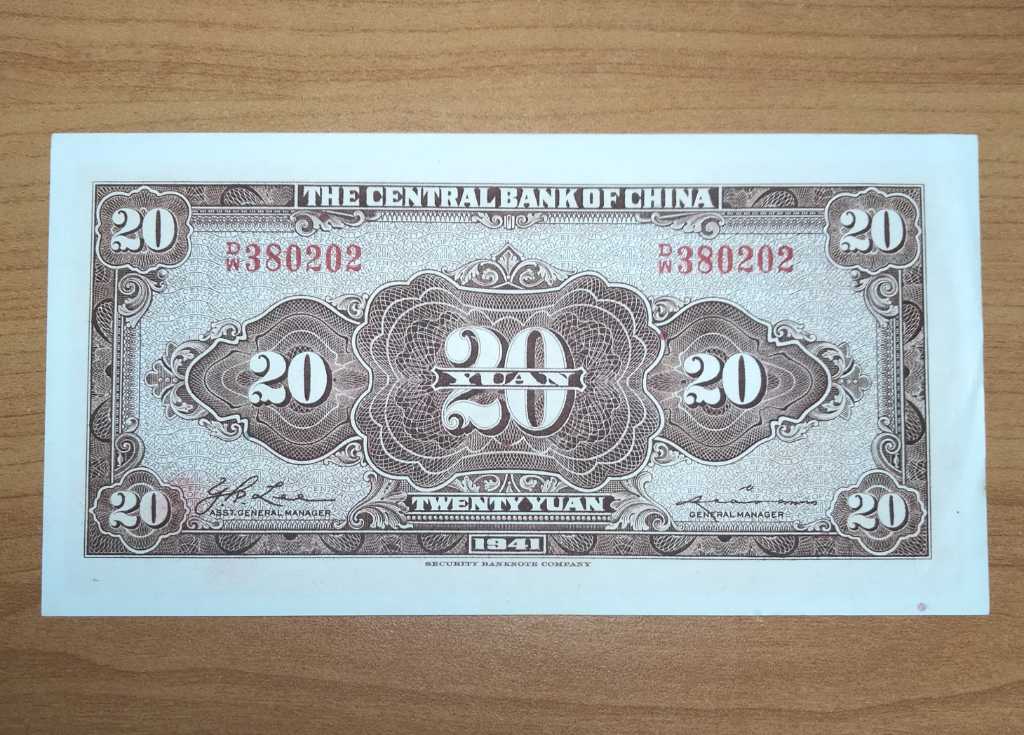 THE CENTRAL BANK OF CHINA
20 20
D/W 380202 D/W 380202
20 20 20
YUAN
20
TWENTY YUAN
ASST. GENERAL MANAGER GENERAL MANAGER
20 20
1941
SECURITY BANKNOTE COMPANY